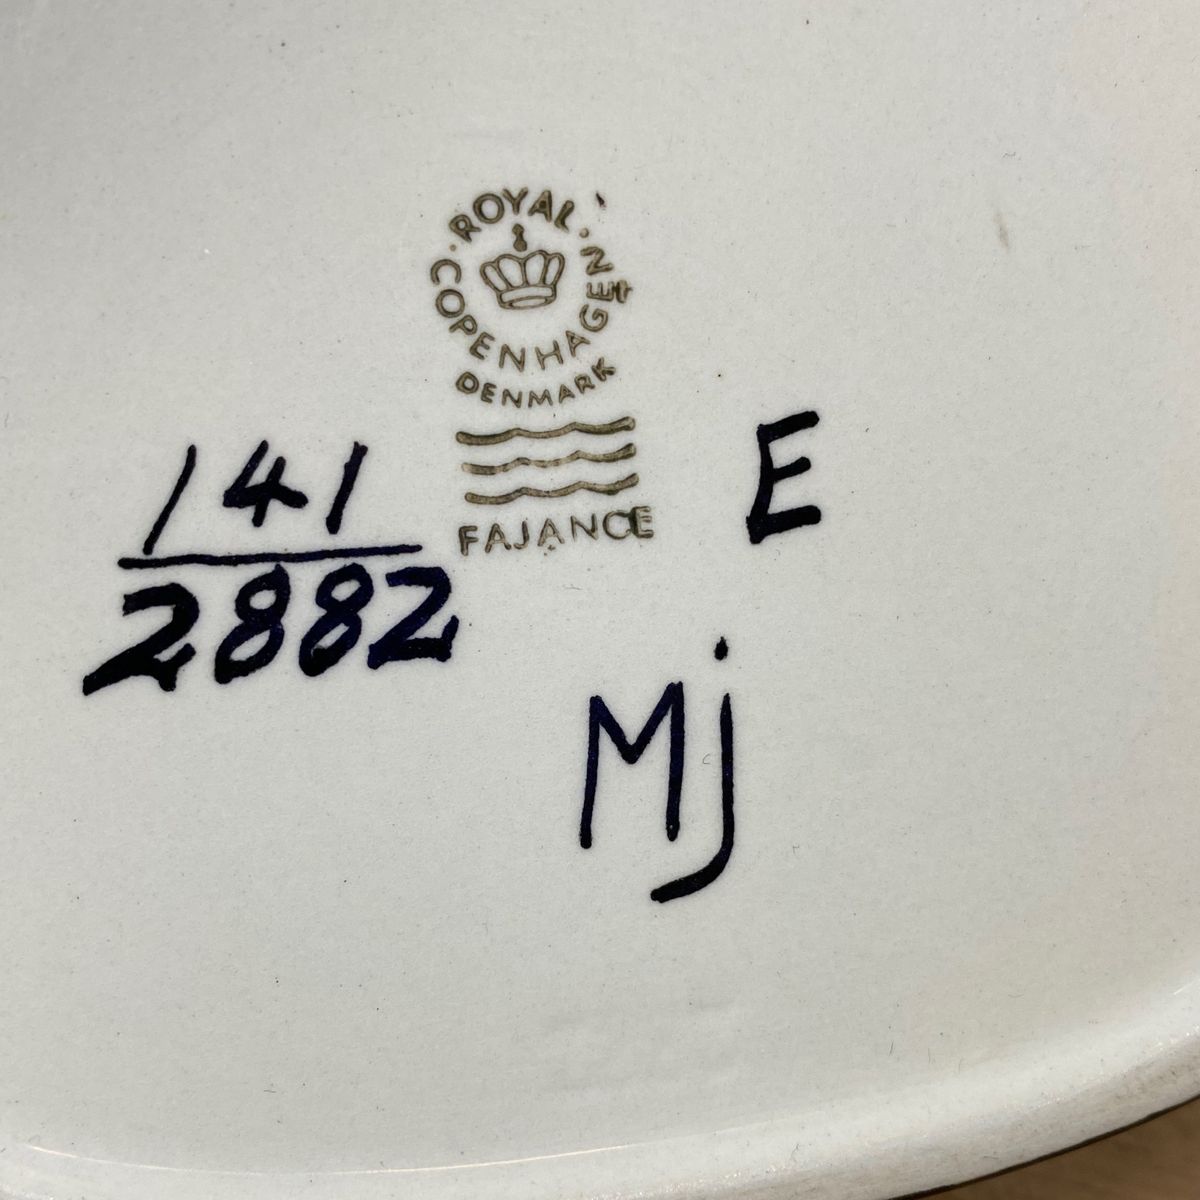 ROYAL
COPENHAGEN
DENMARK
FAJANCE
141
2882
E
Mj